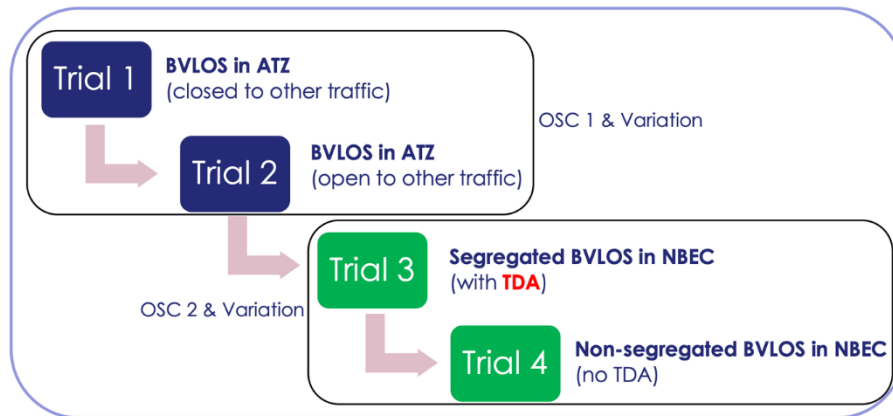 Trial 1
BVLOS in ATZ
(closed to other traffic)
OSC 1 & Variation
Trial 2
BVLOS in ATZ
(open to other traffic)
Trial 3
Segregated BVLOS in NBEC
(with TDA)
OSC 2 & Variation
Trial 4
Non-segregated BVLOS in NBEC
(no TDA)